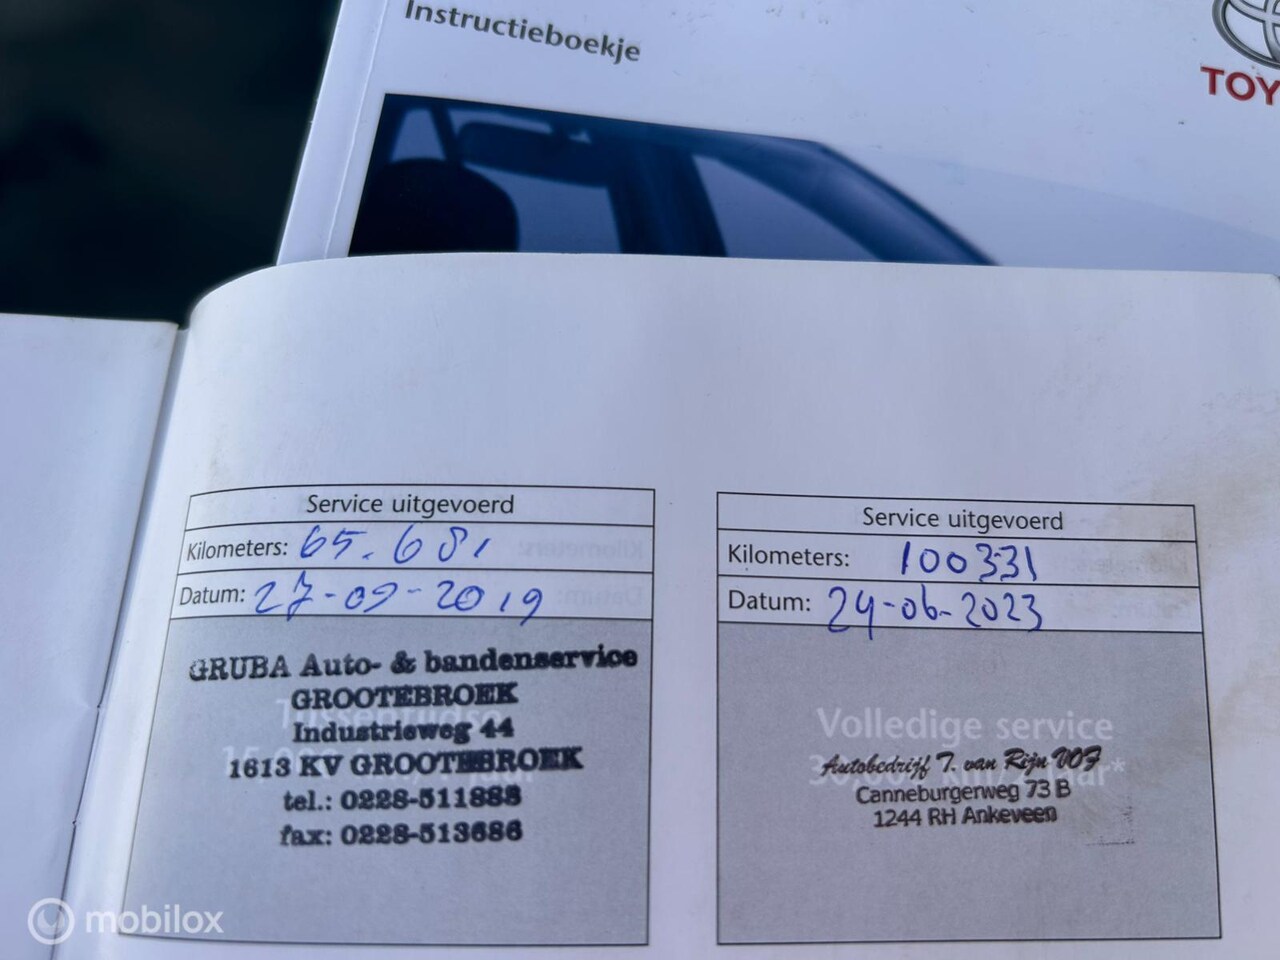 Instructieboekje
TOY
Service uitgevoerd
Kilometers: 65.681
Datum: 27-09-2019
GRUBA Auto- & bandenservice
GROOTEBROEK
Industrieweg 44
1613 KV GROOTEBROEK
tel.: 0228-511888
fax: 0228-513686
Service uitgevoerd
Kilometers: 100331
Datum: 24-06-2023
Volledige service
Autobedrijf T. van Rijn VOF
Canneburgerweg 73 B
1244 RH Ankeveen
mobilox